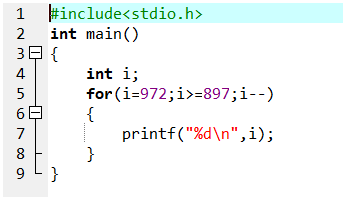 1 #include<stdio.h>
2 int main()
3 {
4 int i;
5 for(i=972;i>=897;i--)
6 {
7 printf("%d\n",i);
8 }
9 }